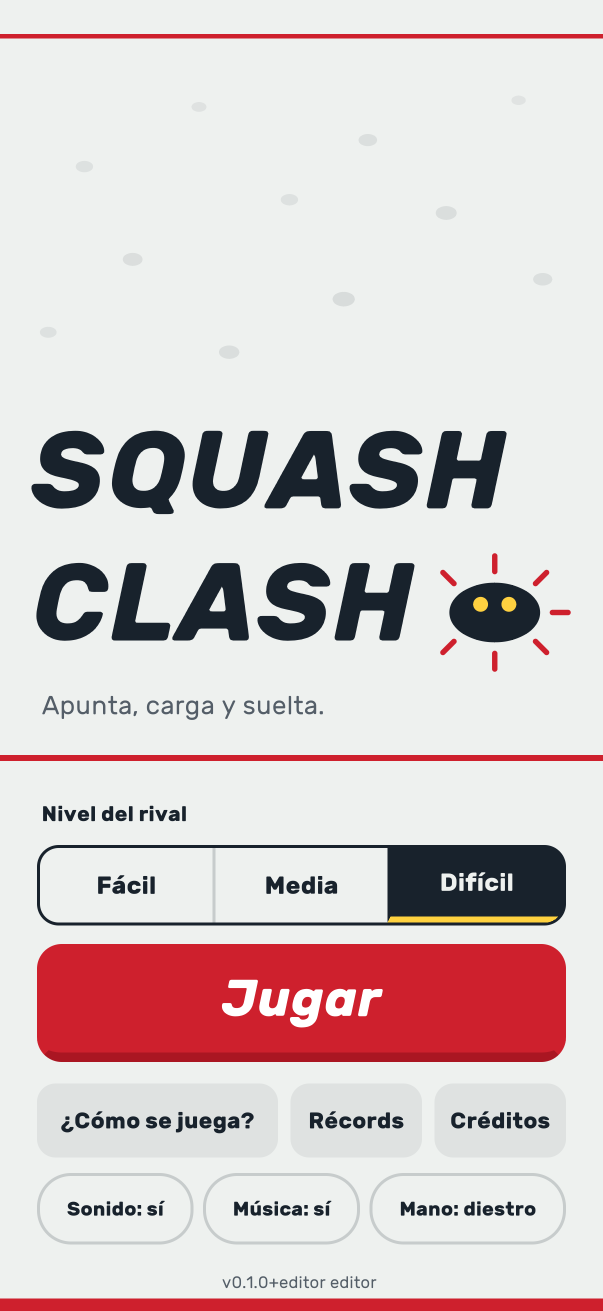 SQUASH
CLASH
Apunta, carga y suelta.
Nivel del rival
Fácil Media Difícil
Jugar
¿Cómo se juega? Récords Créditos
Sonido: sí Música: sí Mano: diestro
v0.1.0+editor editor